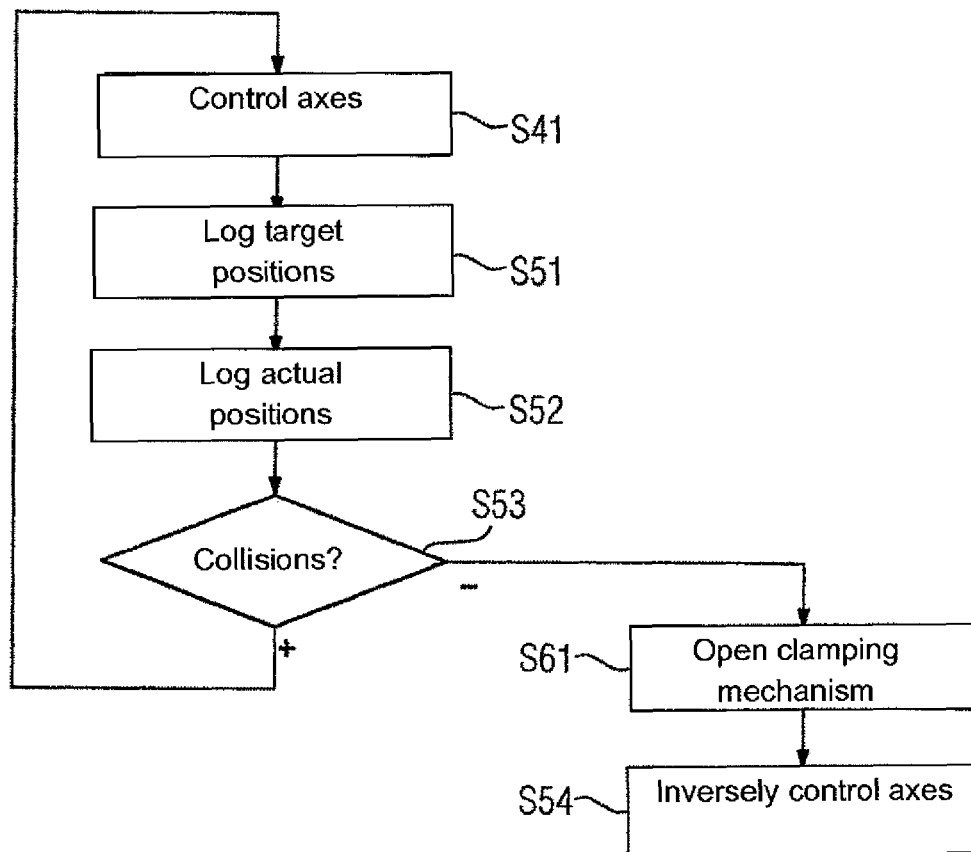 Control axes
S41
Log target
positions
S51
Log actual
positions
S52
S53
Collisions?
-
+
S61
Open clamping
mechanism
S54
Inversely control axes